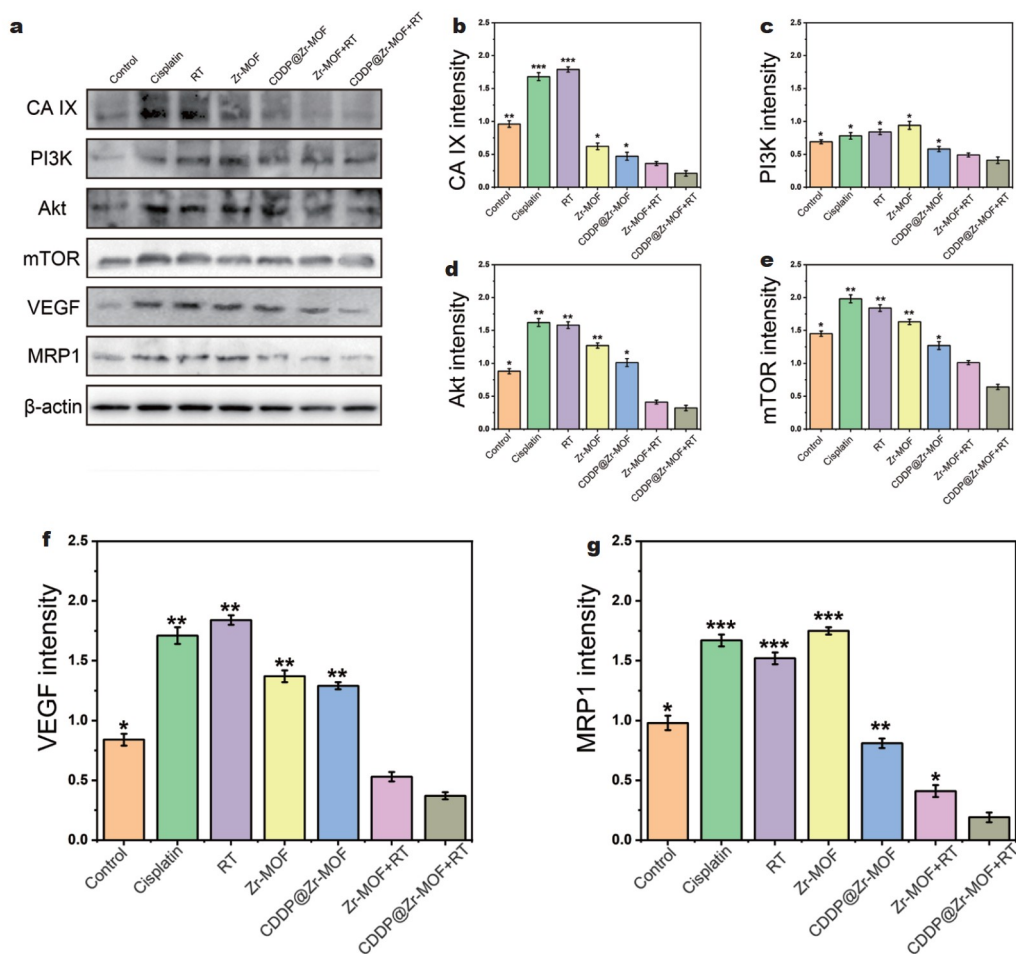 a
Control
Cisplatin
RT
Zr-MOF
CDDP@Zr-MOF
Zr-MOF+RT
CDDP@Zr-MOF+RT
CA IX
PI3K
Akt
mTOR
VEGF
MRP1
β-actin
b
CA IX intensity
2.5
2.0
1.5
1.0
0.5
0.0
**
***
***
*
*
Control
Cisplatin
RT
Zr-MOF
CDDP@Zr-MOF
Zr-MOF+RT
CDDP@Zr-MOF+RT
c
PI3K intensity
2.5
2.0
1.5
1.0
0.5
0.0
*
*
*
*
*
Control
Cisplatin
RT
Zr-MOF
CDDP@Zr-MOF
Zr-MOF+RT
CDDP@Zr-MOF+RT
d
Akt intensity
2.5
2.0
1.5
1.0
0.5
0.0
*
**
**
**
*
Control
Cisplatin
RT
Zr-MOF
CDDP@Zr-MOF
Zr-MOF+RT
CDDP@Zr-MOF+RT
e
mTOR intensity
2.5
2.0
1.5
1.0
0.5
0.0
*
**
**
**
*
Control
Cisplatin
RT
Zr-MOF
CDDP@Zr-MOF
Zr-MOF+RT
CDDP@Zr-MOF+RT
f
VEGF intensity
2.5
2.0
1.5
1.0
0.5
0.0
*
**
**
**
**
Control
Cisplatin
RT
Zr-MOF
CDDP@Zr-MOF
Zr-MOF+RT
CDDP@Zr-MOF+RT
g
MRP1 intensity
2.5
2.0
1.5
1.0
0.5
0.0
*
***
***
***
**
*
Control
Cisplatin
RT
Zr-MOF
CDDP@Zr-MOF
Zr-MOF+RT
CDDP@Zr-MOF+RT